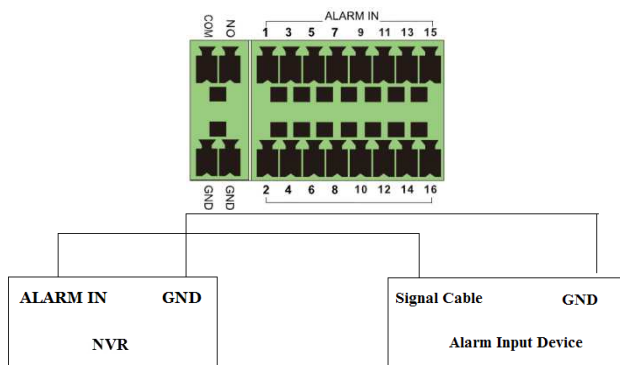 ALARM IN
COM NO 1 3 5 7 9 11 13 15
GND GND 2 4 6 8 10 12 14 16
ALARM IN GND
NVR
Signal Cable GND
Alarm Input Device